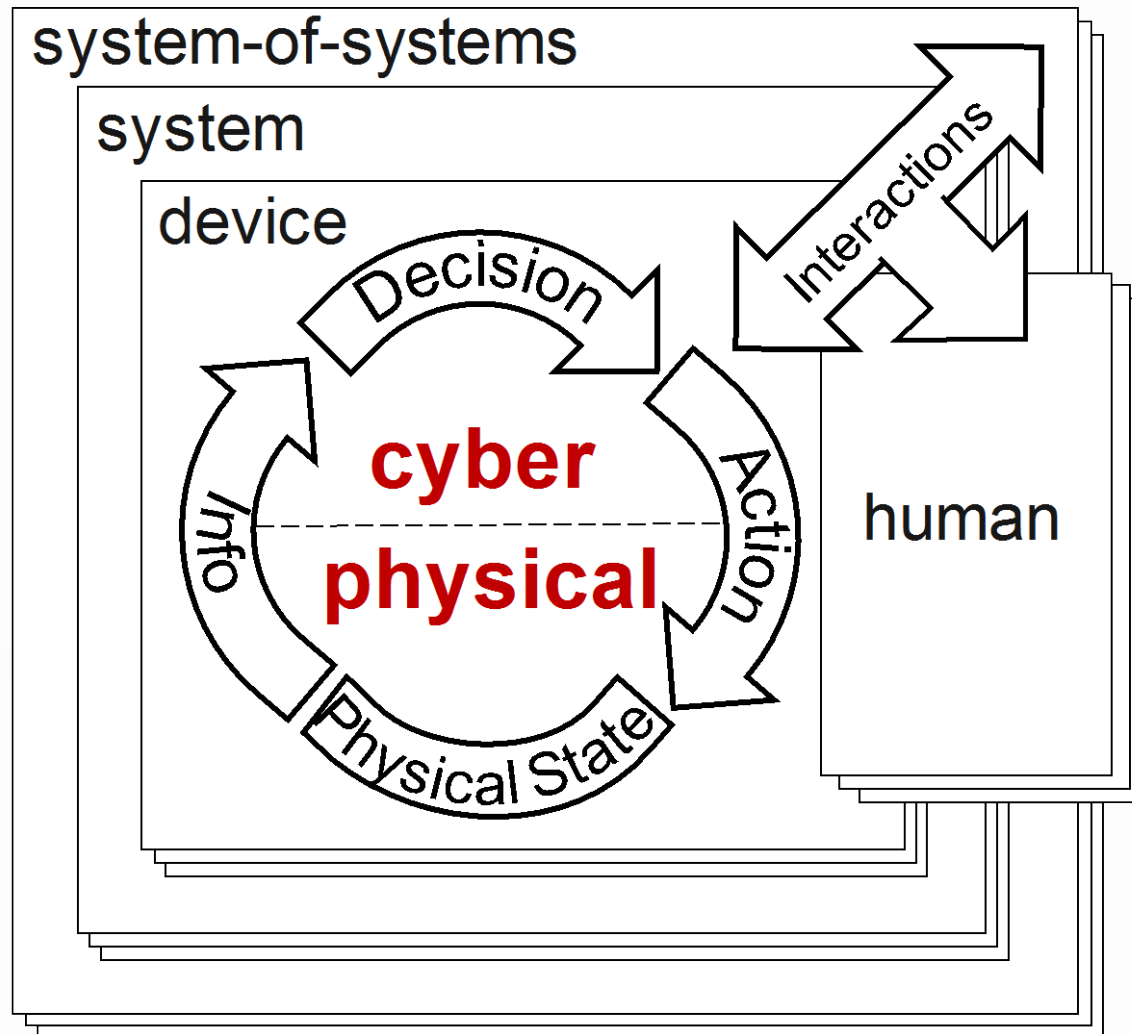 system-of-systems
system
device
Interactions
Decision
cyber
physical
Info
Action
Physical State
human